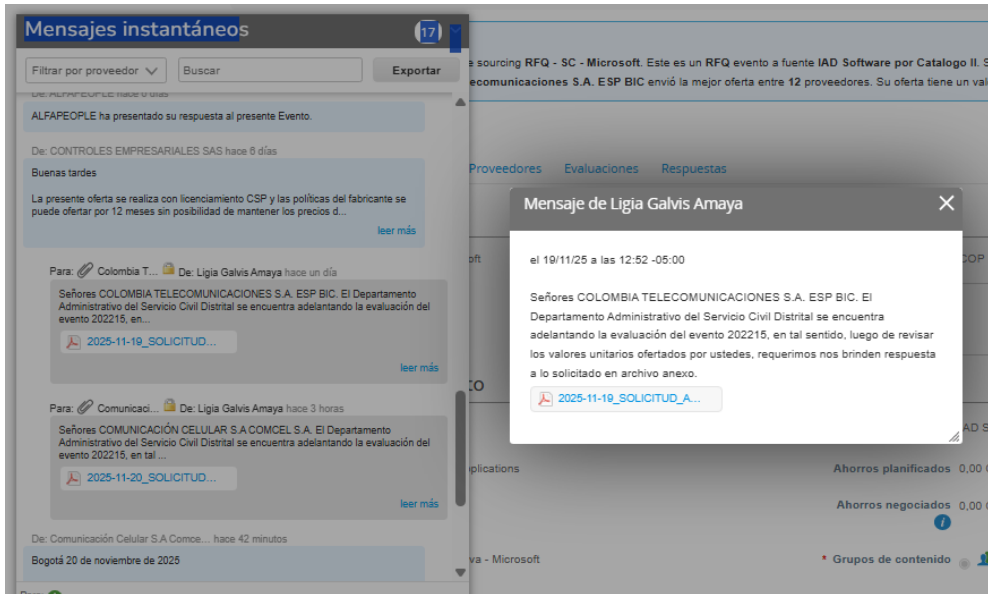 Mensajes instantáneos
17
Filtrar por proveedor
Buscar
Exportar
De: ALFAPEOPLE hace 6 días
ALFAPEOPLE ha presentado su respuesta al presente Evento.
De: CONTROLES EMPRESARIALES SAS hace 6 días
Buenas tardes
La presente oferta se realiza con licenciamiento CSP y las políticas del fabricante se
puede ofertar por 12 meses sin posibilidad de mantener los precios d...
leer más
Para: Colombia T... De: Ligia Galvis Amaya hace un día
Señores COLOMBIA TELECOMUNICACIONES S.A. ESP BIC. El Departamento
Administrativo del Servicio Civil Distrital se encuentra adelantando la evaluación del
evento 202215, en...
2025-11-19_SOLICITUD...
leer más
Para: Comunicaci... De: Ligia Galvis Amaya hace 3 horas
Señores COMUNICACIÓN CELULAR S.A COMCEL S.A. El Departamento
Administrativo del Servicio Civil Distrital se encuentra adelantando la evaluación del
evento 202215, en tal ...
2025-11-20_SOLICITUD...
leer más
De: Comunicación Celular S.A Comce... hace 42 minutos
Bogotá 20 de noviembre de 2025
e sourcing RFQ - SC - Microsoft. Este es un RFQ evento a fuente IAD Software por Catalogo II. S
ecomunicaciones S.A. ESP BIC envió la mejor oferta entre 12 proveedores. Su oferta tiene un val
Proveedores
Evaluaciones
Respuestas
oft
COP
Mensaje de Ligia Galvis Amaya
el 19/11/25 a las 12:52 -05:00
Señores COLOMBIA TELECOMUNICACIONES S.A. ESP BIC. El
Departamento Administrativo del Servicio Civil Distrital se encuentra
adelantando la evaluación del evento 202215, en tal sentido, luego de revisar
los valores unitarios ofertados por ustedes, requerimos nos brinden respuesta
a lo solicitado en archivo anexo.
2025-11-19_SOLICITUD_A...
to
AD S
plications
Ahorros planificados 0,00
Ahorros negociados 0,00
va - Microsoft
* Grupos de contenido